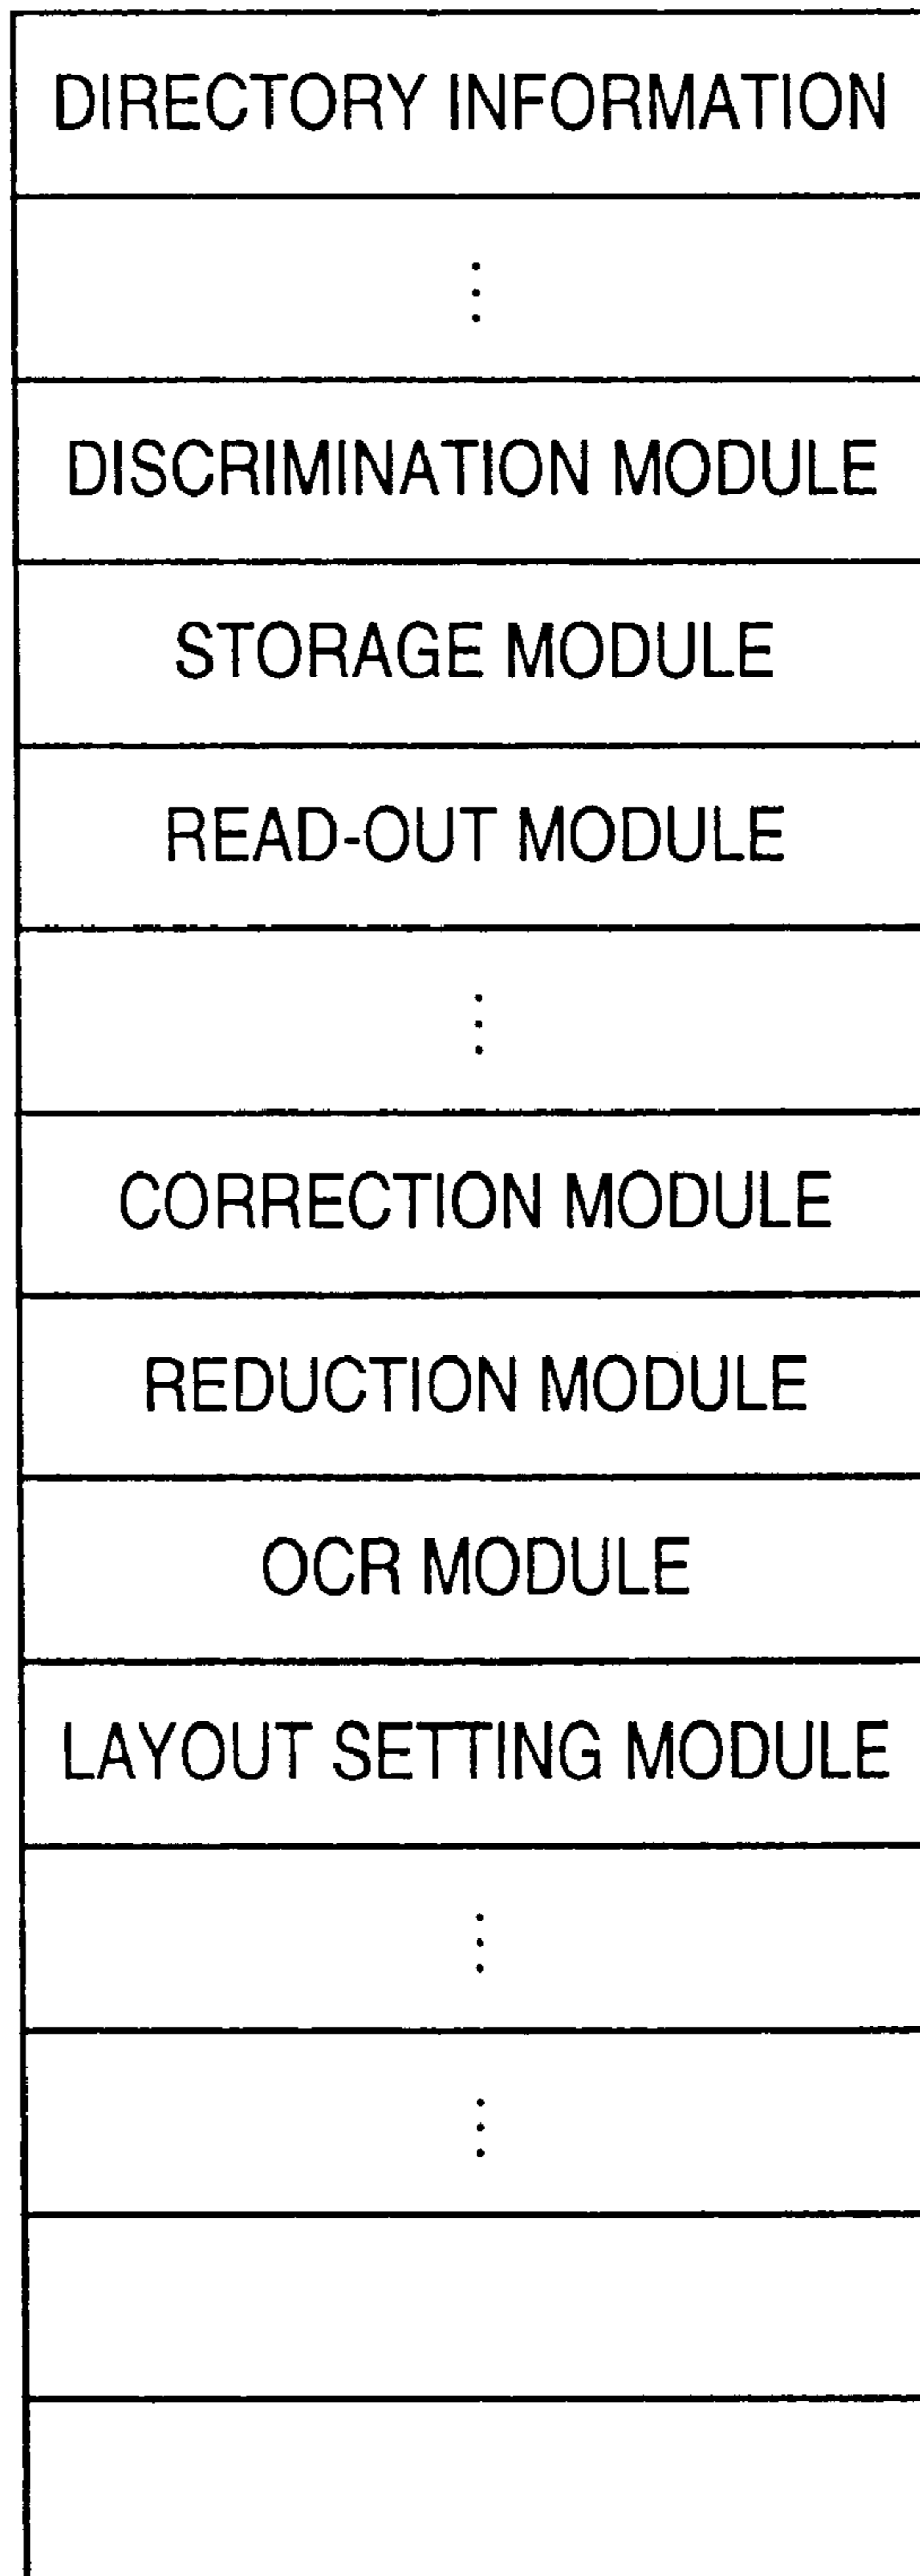 DIRECTORY INFORMATION
⋮
DISCRIMINATION MODULE
STORAGE MODULE
READ-OUT MODULE
⋮
CORRECTION MODULE
REDUCTION MODULE
OCR MODULE
LAYOUT SETTING MODULE
⋮
⋮